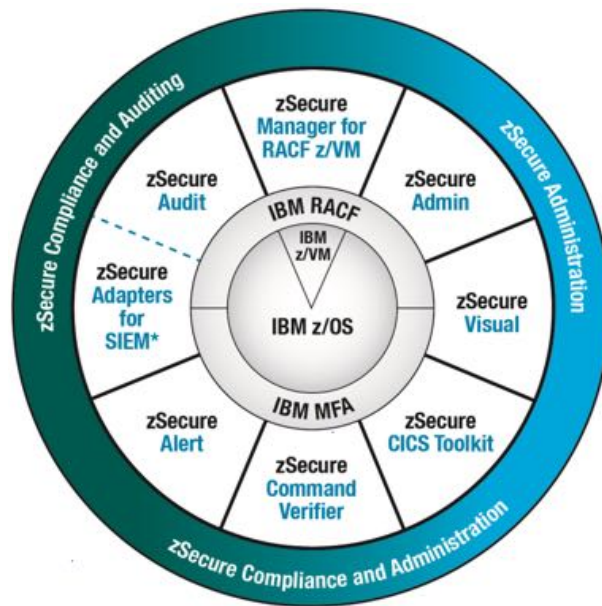 zSecure Compliance and Auditing
zSecure Administration
zSecure Compliance and Administration
zSecure
Manager for
RACF z/VM
zSecure
Admin
zSecure
Visual
zSecure
CICS Toolkit
zSecure
Command
Verifier
zSecure
Alert
zSecure
Adapters
for
SIEM*
zSecure
Audit
IBM RACF
IBM
z/VM
IBM z/OS
IBM MFA